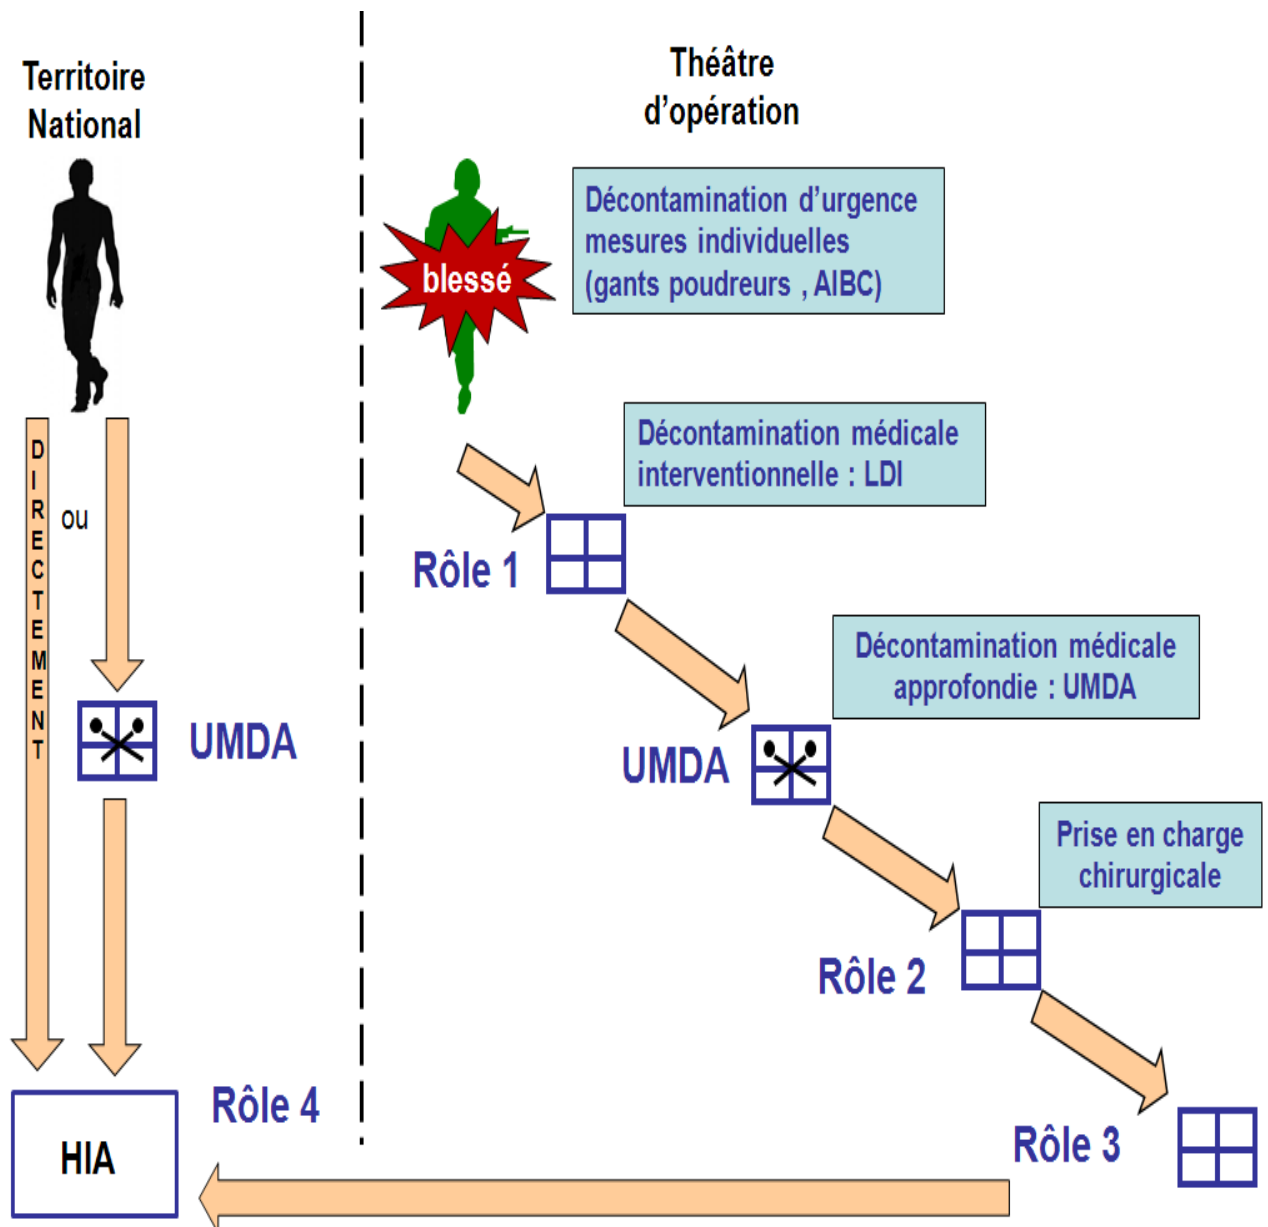 Territoire
National
Théâtre
d'opération
blessé
Décontamination d'urgence
mesures individuelles
(gants poudreurs , AIBC)
Décontamination médicale
interventionnelle : LDI
DIRECTEMENT
ou
Rôle 1
Décontamination médicale
approfondie : UMDA
UMDA
UMDA
Prise en charge
chirurgicale
Rôle 2
Rôle 4
HIA
Rôle 3